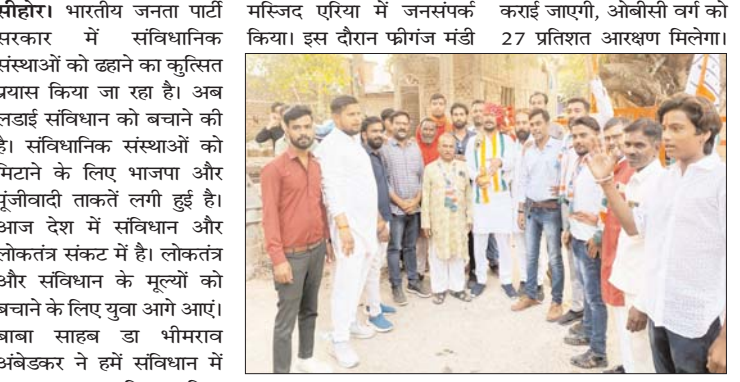 सीहोर। भारतीय जनता पार्टी
सरकार में संविधानिक
संस्थाओं को ढहाने का कुत्सित
प्रयास किया जा रहा है। अब
लडाई संविधान को बचाने की
है। संविधानिक संस्थाओं को
मिटाने के लिए भाजपा और
पूंजीवादी ताकतें लगी हुई है।
आज देश में संविधान और
लोकतंत्र संकट में है। लोकतंत्र
और संविधान के मूल्यों को
बचाने के लिए युवा आगे आएं।
बाबा साहब डा भीमराव
अंबेडकर ने हमें संविधान में
मस्जिद एरिया में जनसंपर्क
किया। इस दौरान फ्रीगंज मंडी
कराई जाएगी, ओबीसी वर्ग को
27 प्रतिशत आरक्षण मिलेगा।